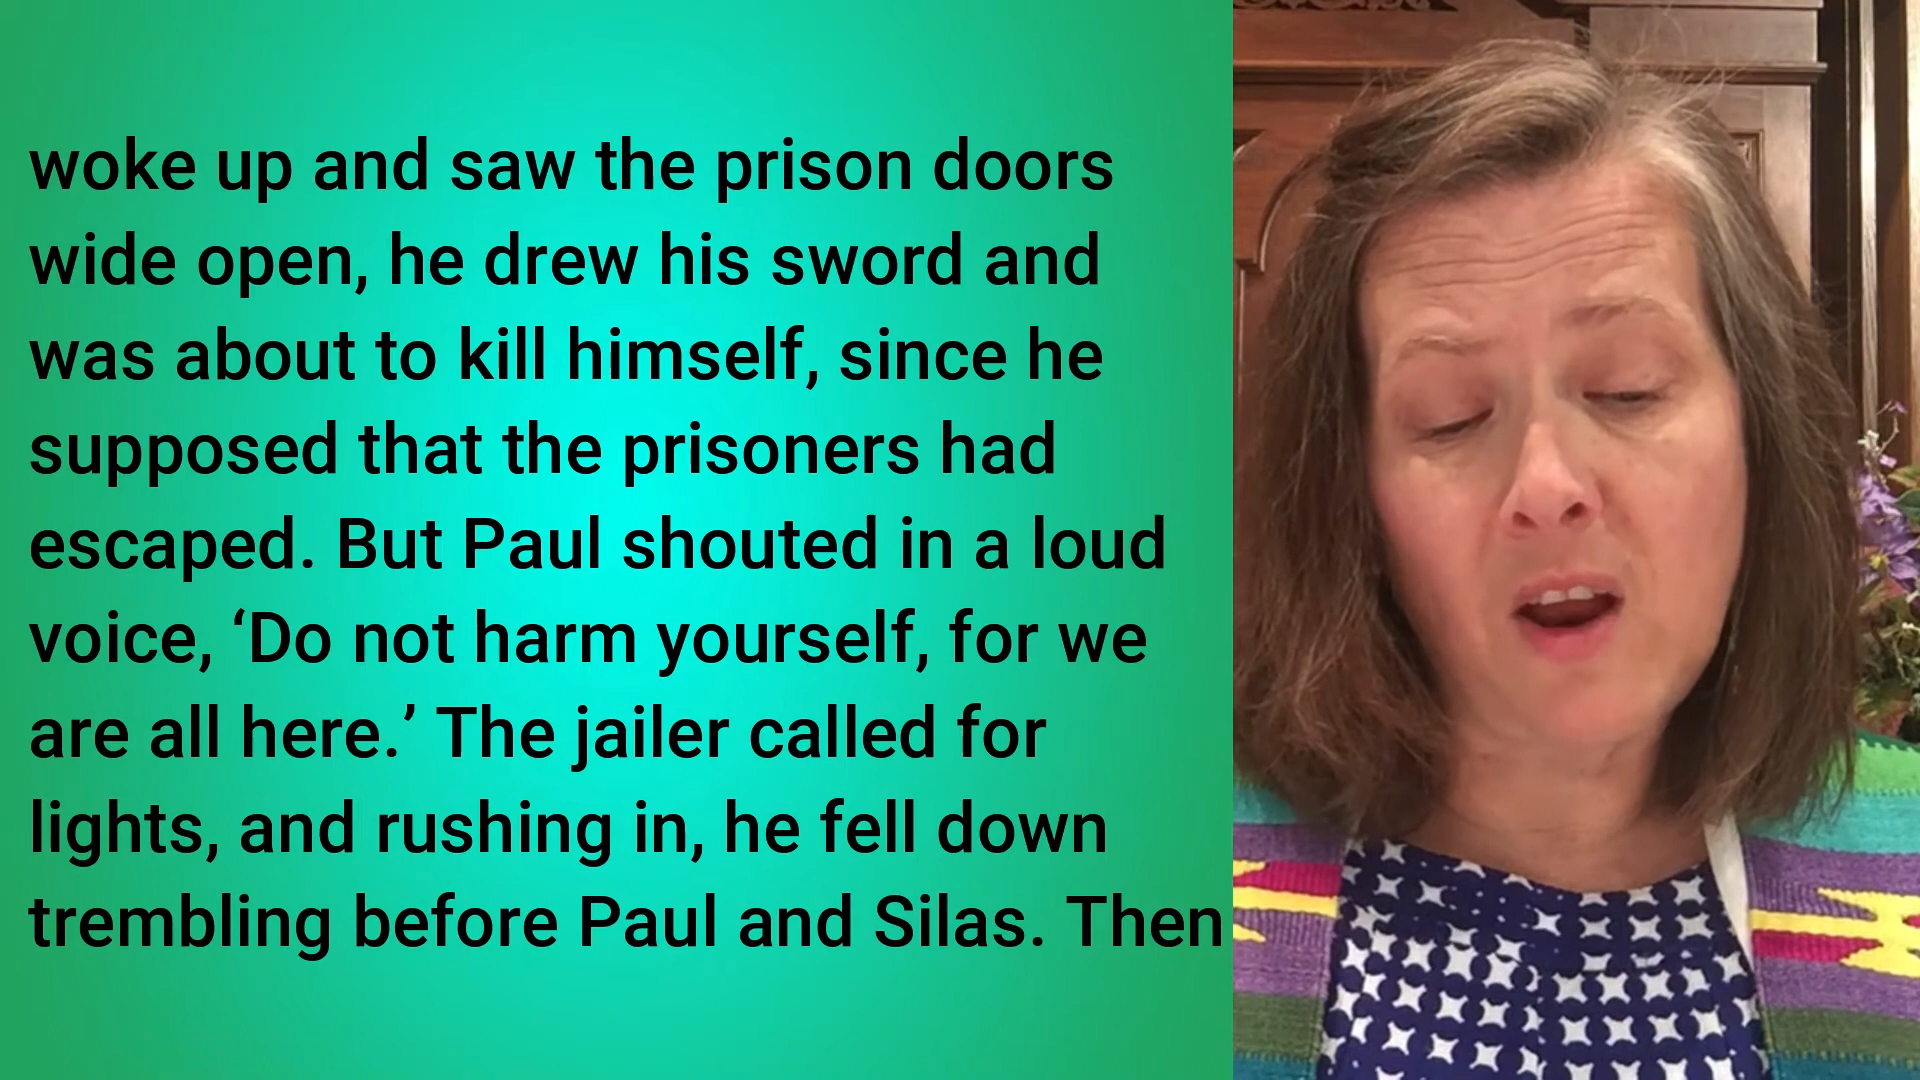 woke up and saw the prison doors
wide open, he drew his sword and
was about to kill himself, since he
supposed that the prisoners had
escaped. But Paul shouted in a loud
voice, ‘Do not harm yourself, for we
are all here.’ The jailer called for
lights, and rushing in, he fell down
trembling before Paul and Silas. Then